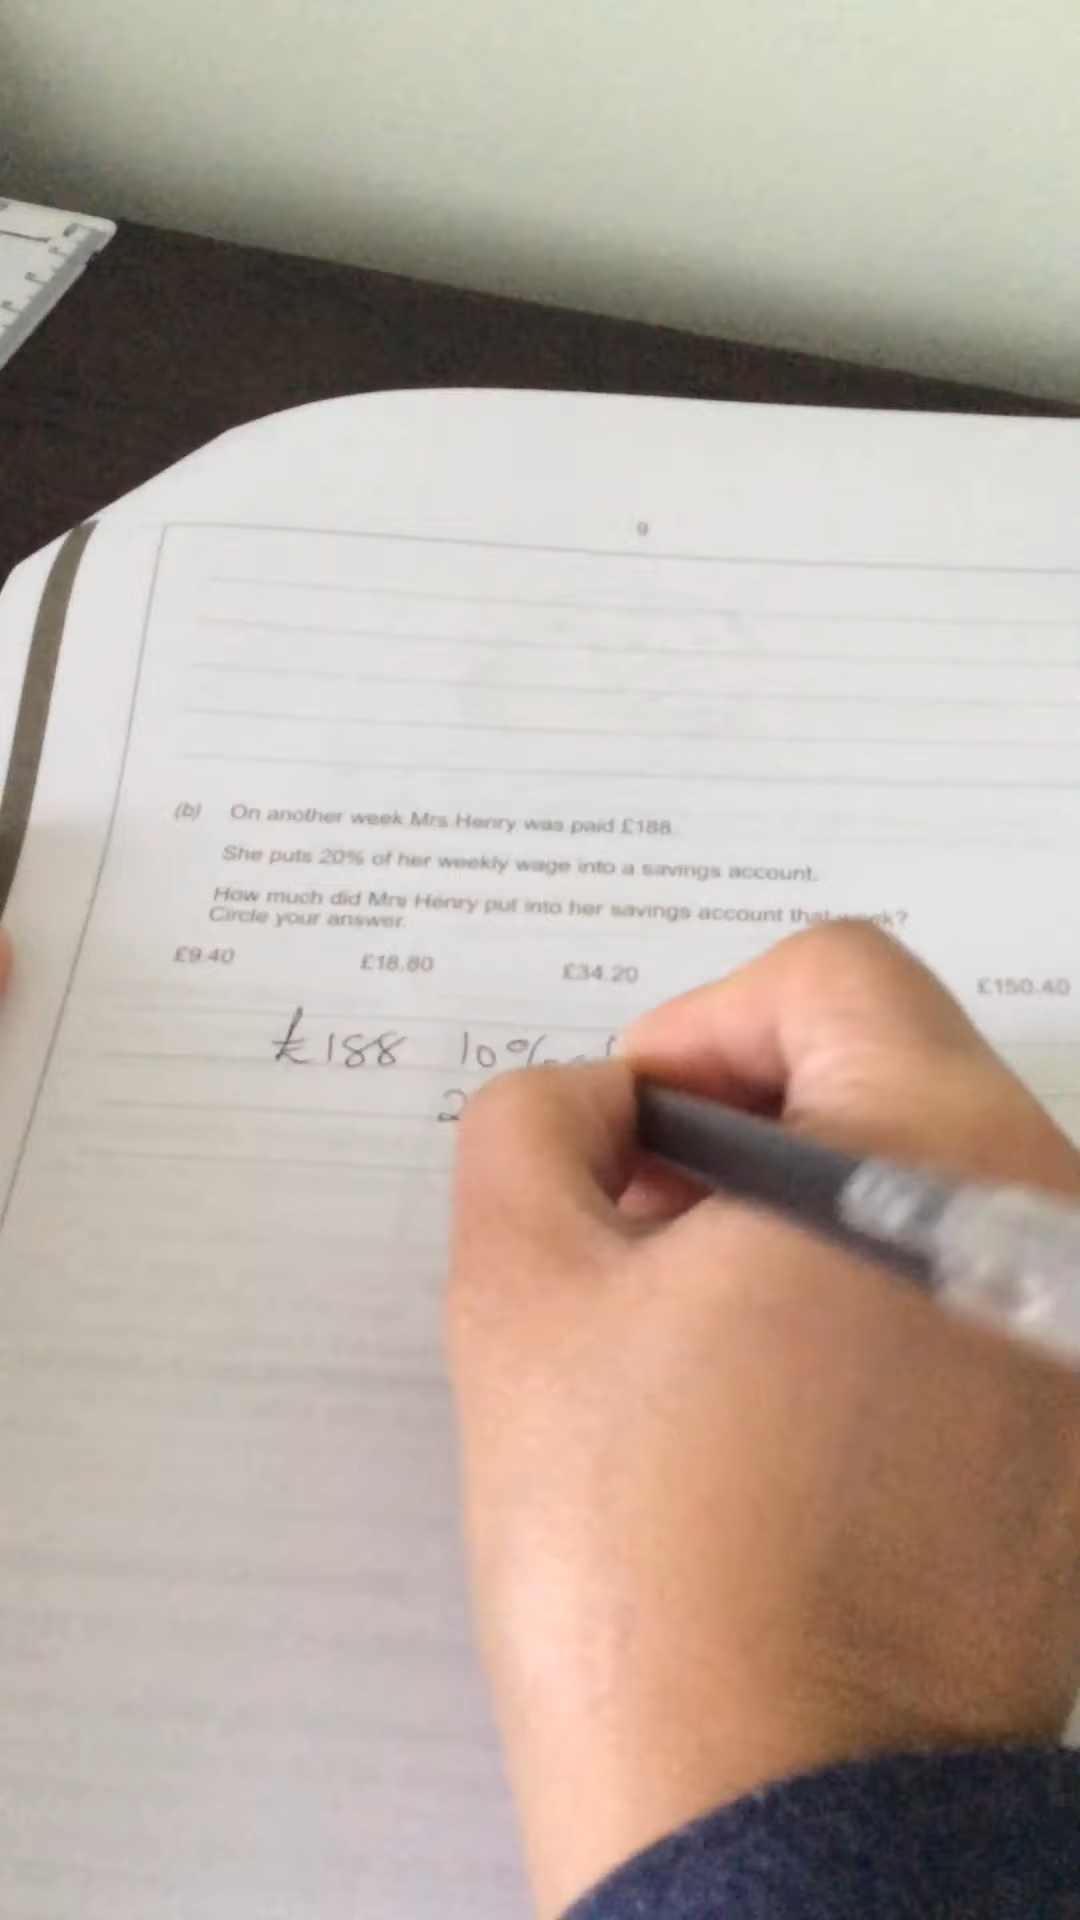 9
(b) On another week Mrs Henry was paid £188.
She puts 20% of her weekly wage into a savings account.
How much did Mrs Henry put into her savings account that week?
Circle your answer.
£9.40 £18.80 £34.20 £150.40
£188 10%
2